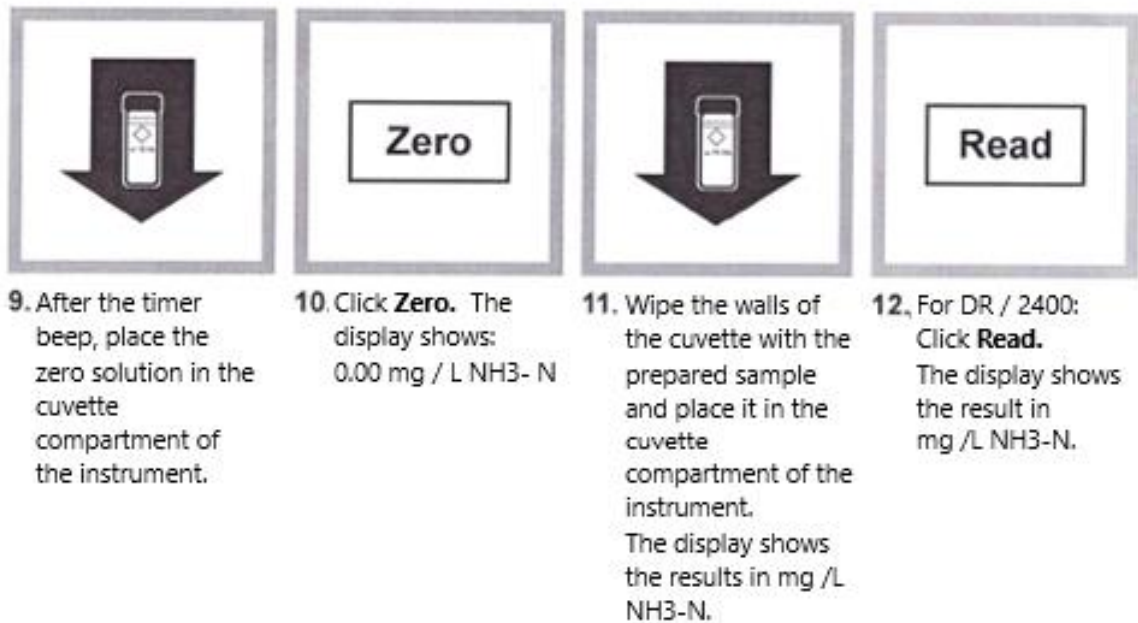 Zero
Read
9. After the timer
beep, place the
zero solution in the
cuvette
compartment of
the instrument.
10. Click Zero. The
display shows:
0.00 mg / L NH3- N
11. Wipe the walls of
the cuvette with the
prepared sample
and place it in the
cuvette
compartment of the
instrument.
The display shows
the results in mg /L
NH3-N.
12. For DR / 2400:
Click Read.
The display shows
the result in
mg /L NH3-N.